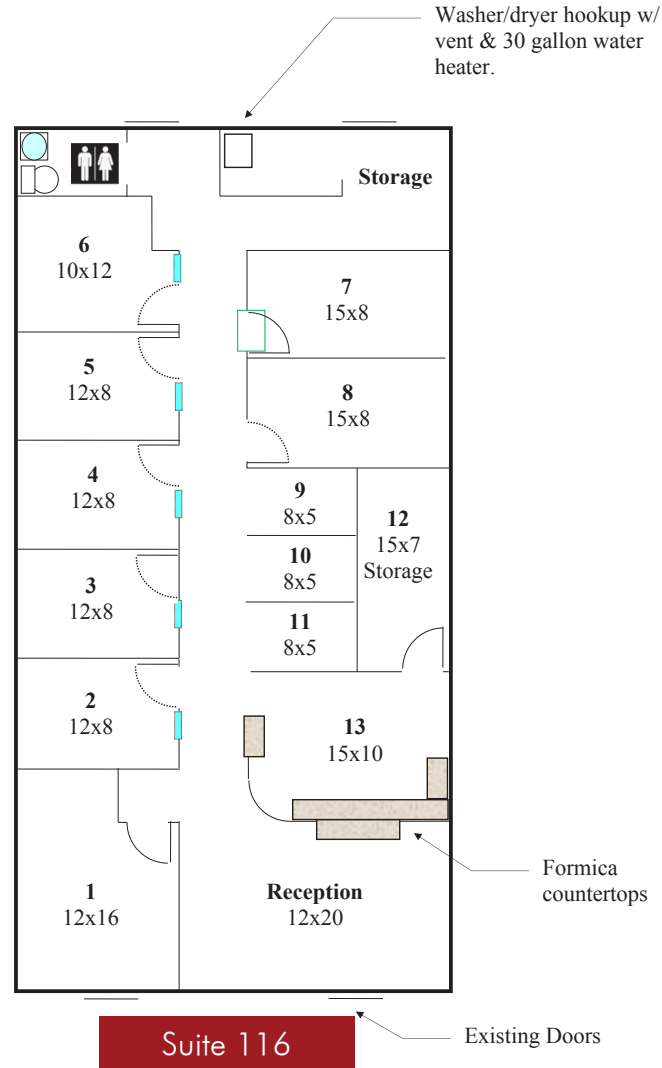 Washer/dryer hookup w/
vent & 30 gallon water
heater.
Storage
6
10x12
7
15x8
5
12x8
8
15x8
4
12x8
9
8x5
12
15x7
Storage
10
8x5
3
12x8
11
8x5
2
12x8
13
15x10
Formica
countertops
1
12x16
Reception
12x20
Suite 116
Existing Doors